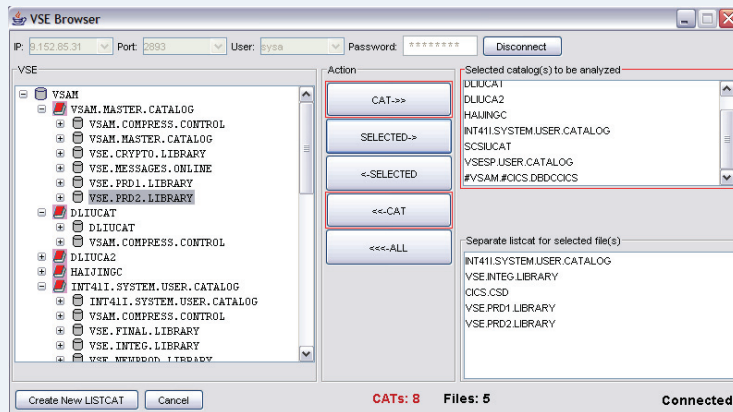 VSE Browser
IP: 9.152.85.31 Port: 2893 User: sysa Password: ******** Disconnect
VSE
VSAM
VSAM.MASTER.CATALOG
VSAM.COMPRESS.CONTROL
VSAM.MASTER.CATALOG
VSE.CRYPTO.LIBRARY
VSE.MESSAGES.ONLINE
VSE.PRD1.LIBRARY
VSE.PRD2.LIBRARY
DLIUCAT
DLIUCAT
VSAM.COMPRESS.CONTROL
DLIUCA2
HAIJINGC
INT41I.SYSTEM.USER.CATALOG
INT41I.SYSTEM.USER.CATALOG
VSAM.COMPRESS.CONTROL
VSE.FINAL.LIBRARY
VSE.INTEG.LIBRARY
VSE.NEWPROD.LIBRARY
Action
CAT->>
SELECTED->
<-SELECTED
<<-CAT
<<<-ALL
Selected catalog(s) to be analyzed
DLIUCAT
DLIUCA2
HAIJINGC
INT41I.SYSTEM.USER.CATALOG
SCSIUCAT
VSESP.USER.CATALOG
#VSAM.#CICS.DBDCCICS
Separate listcat for selected file(s)
INT41I.SYSTEM.USER.CATALOG
VSE.INTEG.LIBRARY
CICS.CSD
VSE.PRD1.LIBRARY
VSE.PRD2.LIBRARY
Create New LISTCAT Cancel CATs: 8 Files: 5 Connected